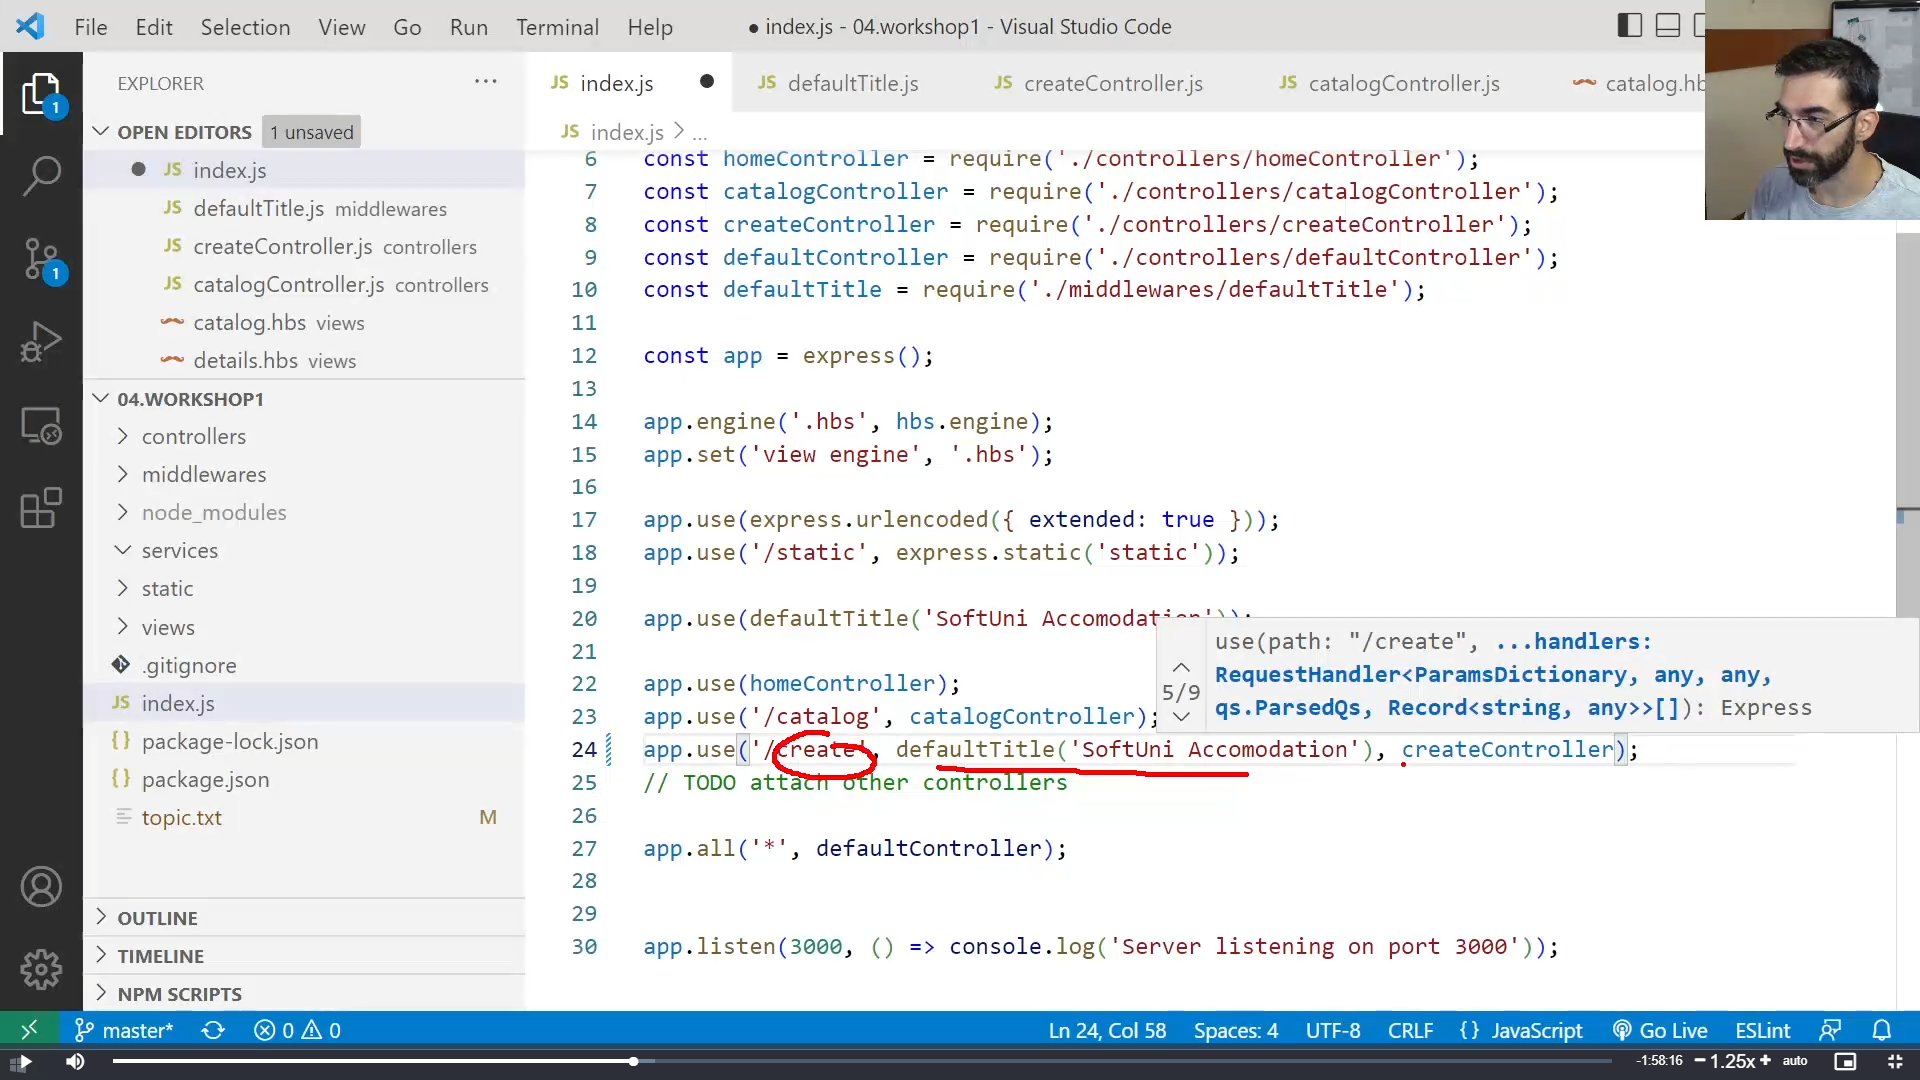 File Edit Selection View Go Run Terminal Help
● index.js - 04.workshop1 - Visual Studio Code
EXPLORER ...
OPEN EDITORS 1 unsaved
JS index.js
JS defaultTitle.js middlewares
JS createController.js controllers
JS catalogController.js controllers
catalog.hbs views
details.hbs views
04.WORKSHOP1
controllers
middlewares
node_modules
services
static
views
.gitignore
JS index.js
{} package-lock.json
{} package.json
topic.txt M
OUTLINE
TIMELINE
NPM SCRIPTS
1
1
JS index.js ● JS defaultTitle.js JS createController.js JS catalogController.js catalog.hb
JS index.js > ...
6 const homeController = require('./controllers/homeController');
7 const catalogController = require('./controllers/catalogController');
8 const createController = require('./controllers/createController');
9 const defaultController = require('./controllers/defaultController');
10 const defaultTitle = require('./middlewares/defaultTitle');
11
12 const app = express();
13
14 app.engine('.hbs', hbs.engine);
15 app.set('view engine', '.hbs');
16
17 app.use(express.urlencoded({ extended: true }));
18 app.use('/static', express.static('static'));
19
20 app.use(defaultTitle('SoftUni Accomodation'));
21
22 app.use(homeController);
23 app.use('/catalog', catalogController);
24 app.use('/create', defaultTitle('SoftUni Accomodation'), createController);
25 // TODO attach other controllers
26
27 app.all('*', defaultController);
28
29
30 app.listen(3000, () => console.log('Server listening on port 3000'));
5/9
use(path: "/create", ...handlers:
RequestHandler<ParamsDictionary, any, any,
qs.ParsedQs, Record<string, any>>[]): Express
master* 0 0 Ln 24, Col 58 Spaces: 4 UTF-8 CRLF {} JavaScript Go Live ESLint
-1:58:16 − 1.25x + auto